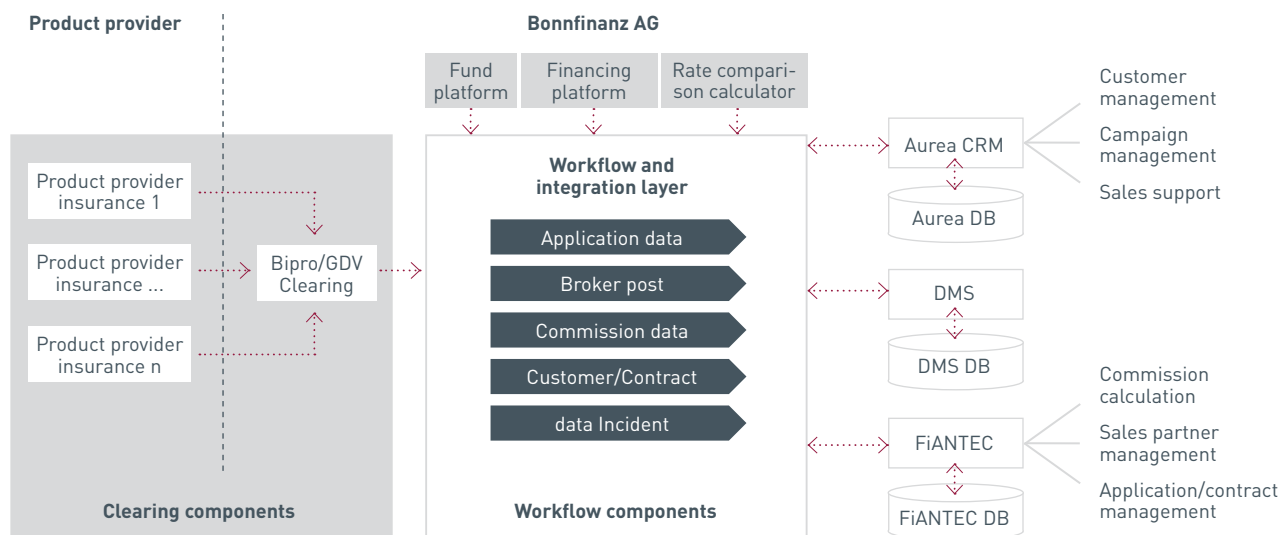 Product provider
Bonnfinanz AG
Fund
platform
Financing
platform
Rate compari-
son calculator
Product provider
insurance 1
Product provider
insurance ...
Product provider
insurance n
Bipro/GDV
Clearing
Clearing components
Workflow and
integration layer
Application data
Broker post
Commission data
Customer/Contract
data Incident
Workflow components
Aurea CRM
Aurea DB
Customer
management
Campaign
management
Sales support
DMS
DMS DB
FiANTEC
FiANTEC DB
Commission
calculation
Sales partner
management
Application/contract
management